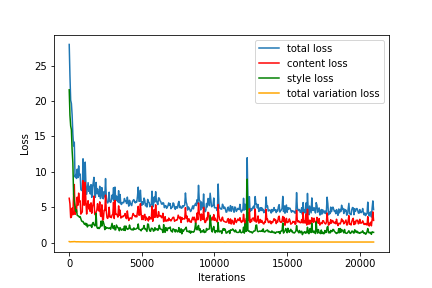 total loss
content loss
style loss
total variation loss
25
20
15
10
5
0
Loss
0
5000
10000
15000
20000
Iterations